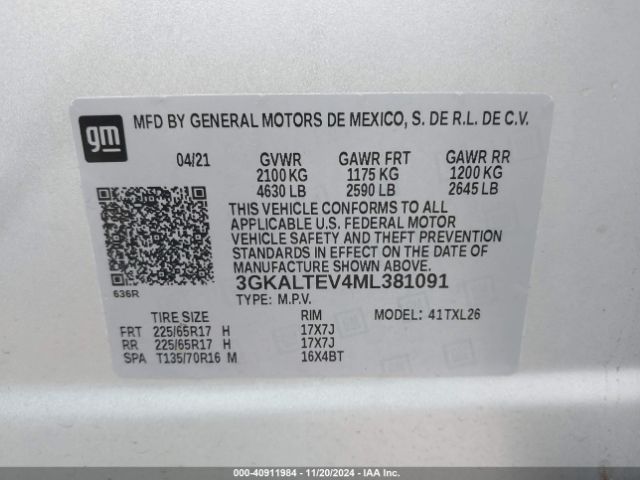 gm
MFD BY GENERAL MOTORS DE MEXICO, S. DE R.L. DE C.V.
04/21 GVWR GAWR FRT GAWR RR
2100 KG 1175 KG 1200 KG
4630 LB 2590 LB 2645 LB
THIS VEHICLE CONFORMS TO ALL
APPLICABLE U.S. FEDERAL MOTOR
VEHICLE SAFETY AND THEFT PREVENTION
STANDARDS IN EFFECT ON THE DATE OF
MANUFACTURE SHOWN ABOVE.
3GKALTEV4ML381091
636R
TYPE: M.P.V.
TIRE SIZE RIM MODEL: 41TXL26
FRT 225/65R17 H 17X7J
RR 225/65R17 H 17X7J
SPA T135/70R16 M 16X4BT
000-40911984 | 11/20/2024 | IAA Inc.